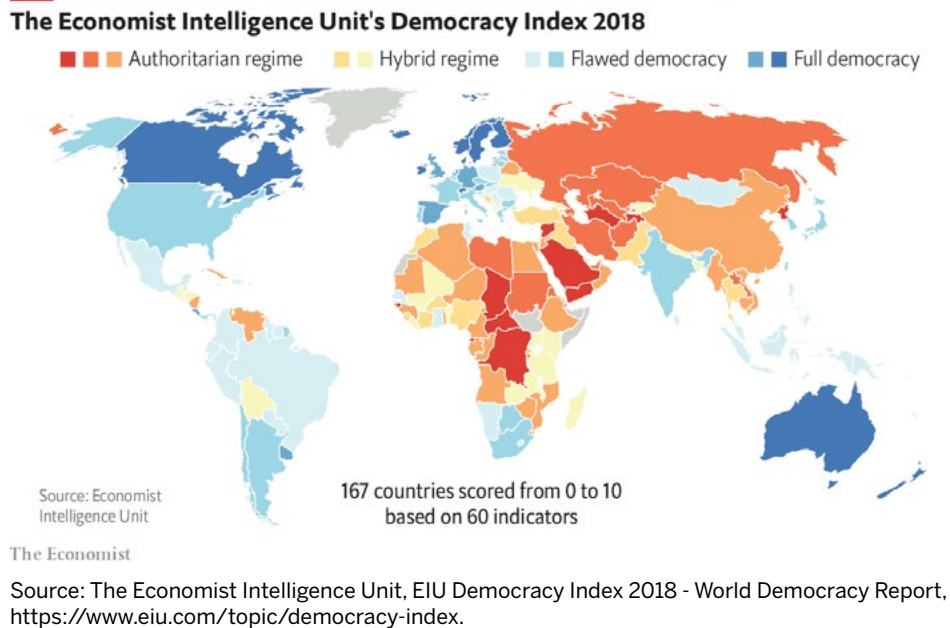 The Economist Intelligence Unit's Democracy Index 2018
Authoritarian regime Hybrid regime Flawed democracy Full democracy
167 countries scored from 0 to 10
based on 60 indicators
Source: Economist
Intelligence Unit
The Economist
Source: The Economist Intelligence Unit, EIU Democracy Index 2018 - World Democracy Report,
https://www.eiu.com/topic/democracy-index.